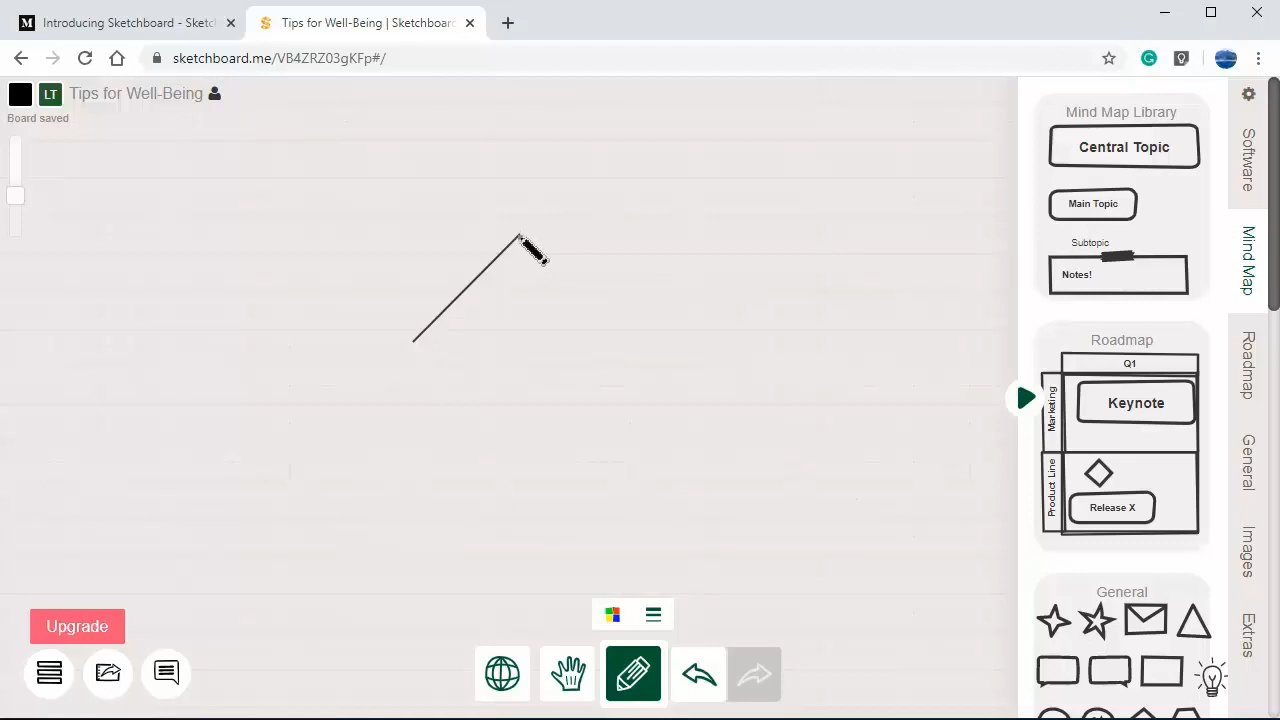 Introducing Sketchboard - Sketc
Tips for Well-Being | Sketchboard
sketchboard.me/VB4ZRZ03gKFp#/
LT Tips for Well-Being
Board saved
Mind Map Library
Central Topic
Main Topic
Subtopic
Notes!
Roadmap
Q1
Marketing
Keynote
Product Line
Release X
General
Software
Mind Map
Roadmap
General
Images
Extras
Upgrade